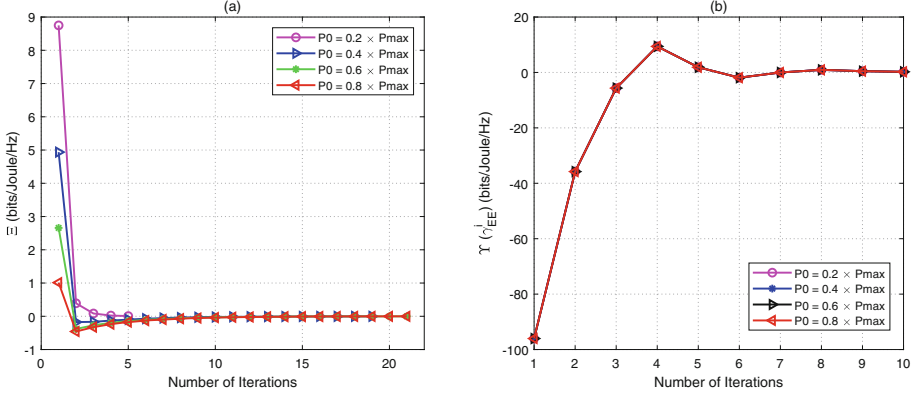 (a)
9
8
7
6
5
4
3
2
1
0
-1
Ξ (bits/Joule/Hz)
P0 = 0.2 × Pmax
P0 = 0.4 × Pmax
P0 = 0.6 × Pmax
P0 = 0.8 × Pmax
0 5 10 15 20
Number of Iterations
(b)
20
0
-20
-40
-60
-80
-100
ϒ (γ^i_EE) (bits/Joule/Hz)
P0 = 0.2 × Pmax
P0 = 0.4 × Pmax
P0 = 0.6 × Pmax
P0 = 0.8 × Pmax
1 2 3 4 5 6 7 8 9 10
Number of Iterations